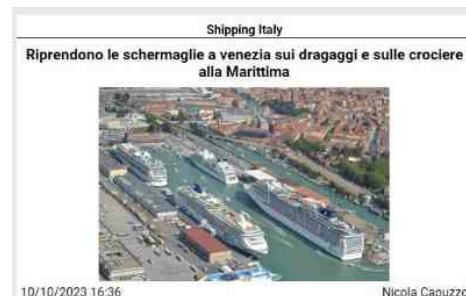 Shipping Italy
Riprendono le schermaglie a venezia sui dragaggi e sulle crociere
alla Marittima
10/10/2023 16:36 Nicola Capuzzo